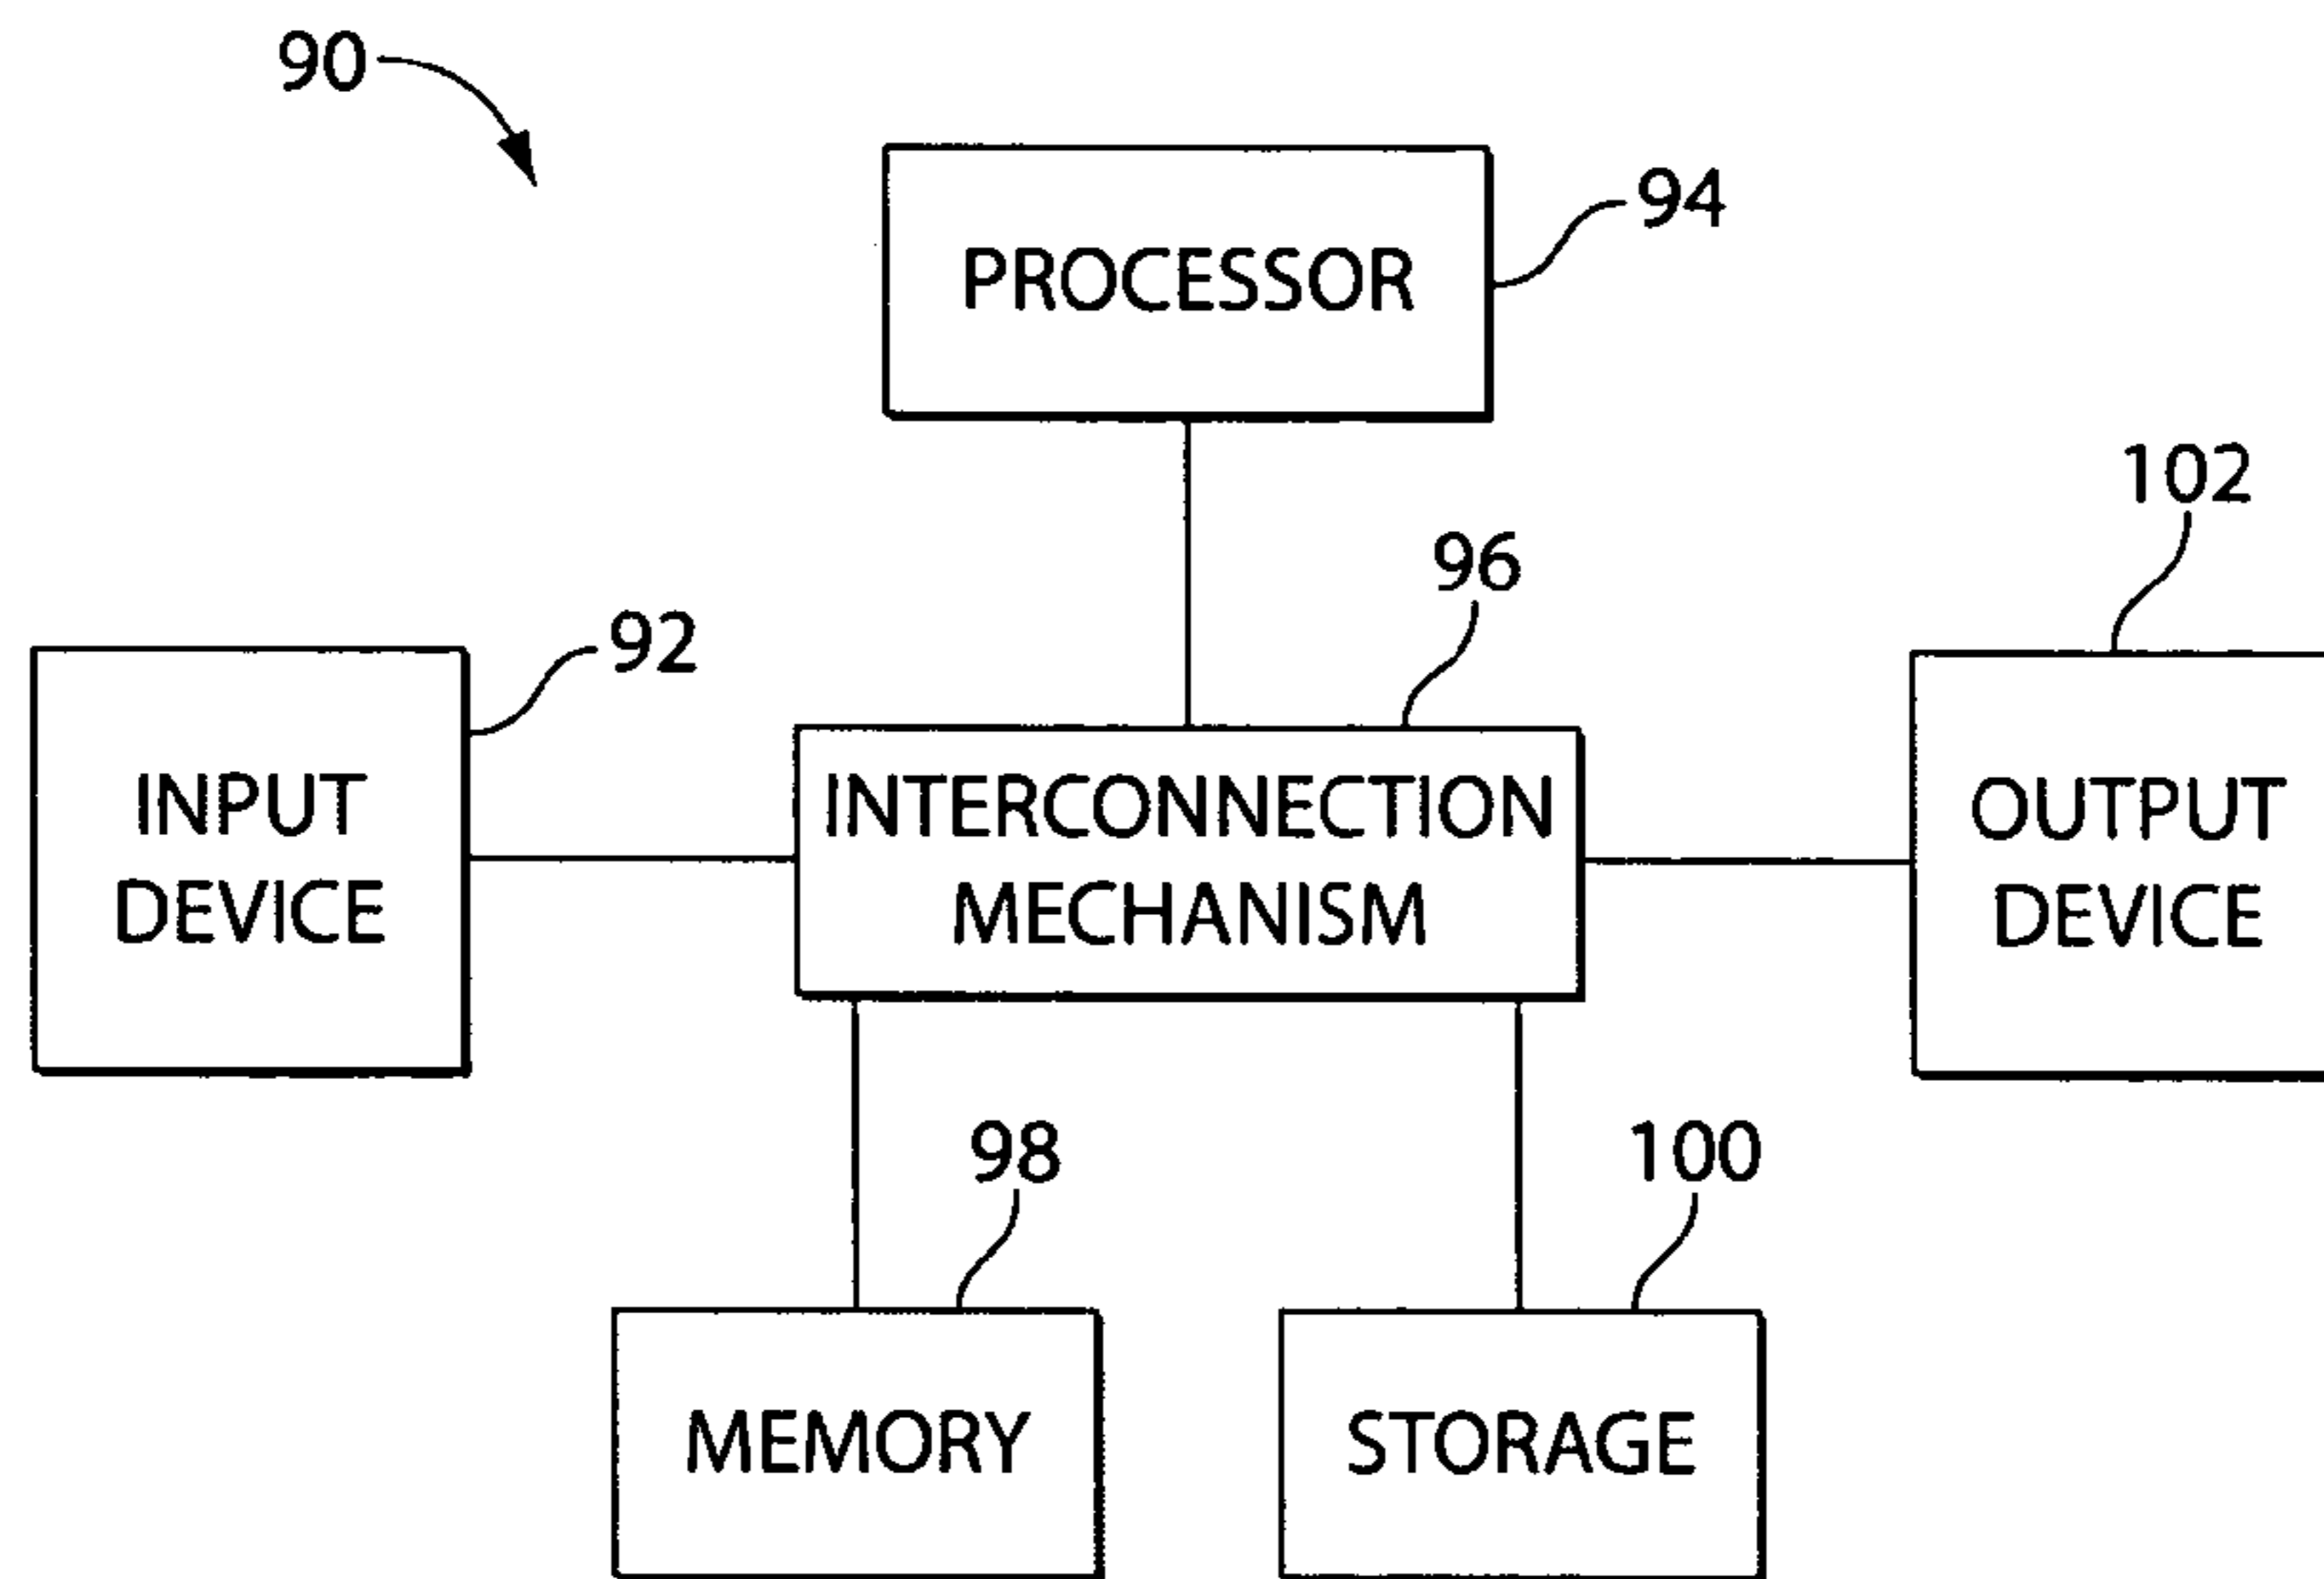 90
PROCESSOR
94
102
96
92
INPUT
DEVICE
INTERCONNECTION
MECHANISM
OUTPUT
DEVICE
98
100
MEMORY
STORAGE